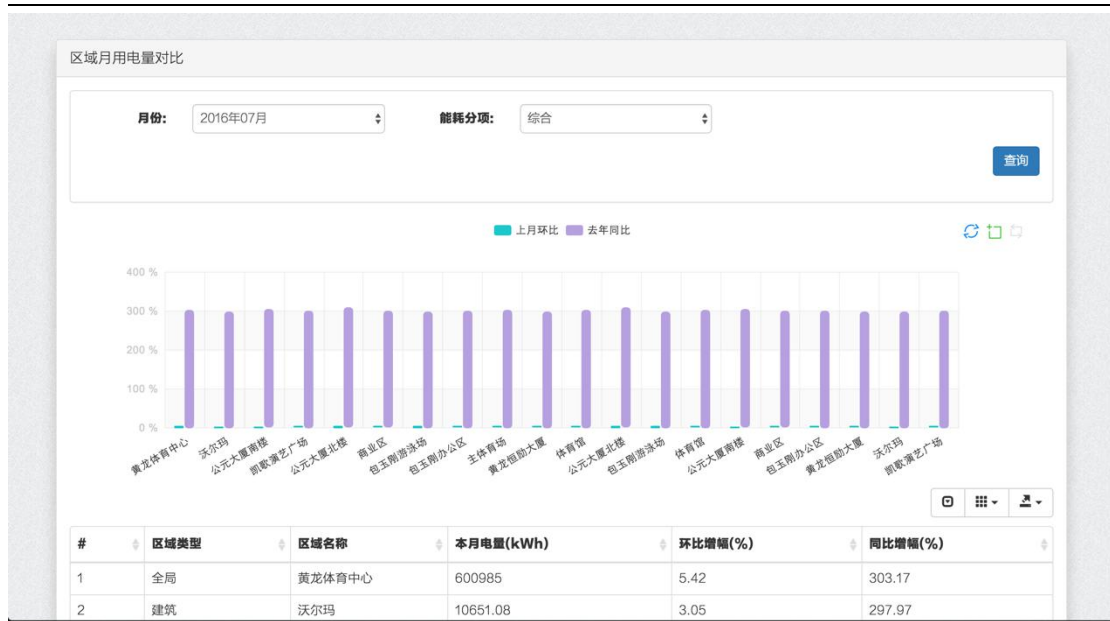 区域月用电量对比
月份: 2016年07月 能耗分项: 综合
查询
上月环比 去年同比
400 %
300 %
200 %
100 %
0 %
黄龙体育中心 沃尔玛 公元大厦南楼 凯歌演艺广场 公元大厦北楼 商业区 包玉刚游泳场 包玉刚办公区 主体育场 黄龙恒励大厦 体育馆 公元大厦北楼 包玉刚游泳场 体育馆 公元大厦南楼 商业区 包玉刚办公区 黄龙恒励大厦 沃尔玛 凯歌演艺广场
# 区域类型 区域名称 本月电量(kWh) 环比增幅(%) 同比增幅(%)
1 全局 黄龙体育中心 600985 5.42 303.17
2 建筑 沃尔玛 10651.08 3.05 297.97